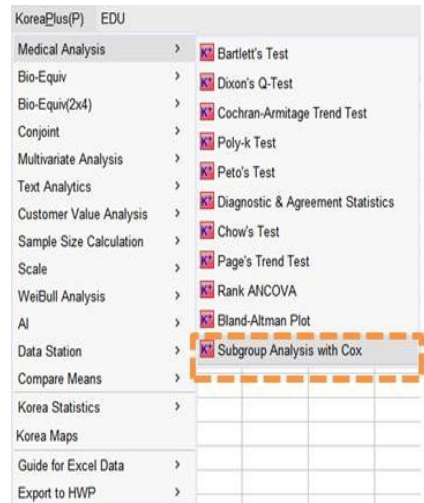 KoreaPlus(P) EDU
Medical Analysis
Bio-Equiv
Bio-Equiv(2x4)
Conjoint
Multivariate Analysis
Text Analytics
Customer Value Analysis
Sample Size Calculation
Scale
WeiBull Analysis
AI
Data Station
Compare Means
Korea Statistics
Korea Maps
Guide for Excel Data
Export to HWP
K+ Bartlett's Test
K+ Dixon's Q-Test
K+ Cochran-Armitage Trend Test
K+ Poly-k Test
K+ Peto's Test
K+ Diagnostic & Agreement Statistics
K+ Chow's Test
K+ Page's Trend Test
K+ Rank ANCOVA
K+ Bland-Altman Plot
K+ Subgroup Analysis with Cox